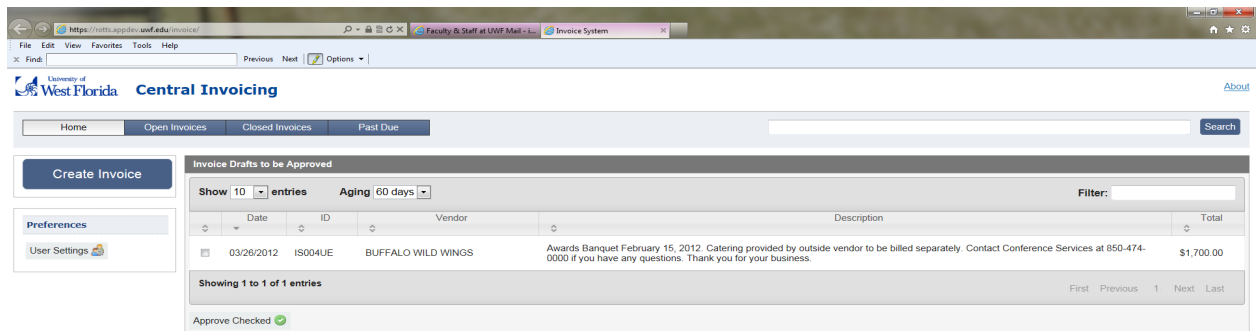 https://rotts.appdev.uwf.edu/invoice/
Faculty & Staff at UWF Mail - i...
Invoice System
File Edit View Favorites Tools Help
x Find: Previous Next Options
University of
West Florida
Central Invoicing
About
Home Open Invoices Closed Invoices Past Due Search
Create Invoice
Preferences
User Settings
Invoice Drafts to be Approved
Show 10 entries Aging 60 days Filter:
Date ID Vendor Description Total
03/26/2012 IS004UE BUFFALO WILD WINGS Awards Banquet February 15, 2012. Catering provided by outside vendor to be billed separately. Contact Conference Services at 850-474-
0000 if you have any questions. Thank you for your business. $1,700.00
Showing 1 to 1 of 1 entries First Previous 1 Next Last
Approve Checked